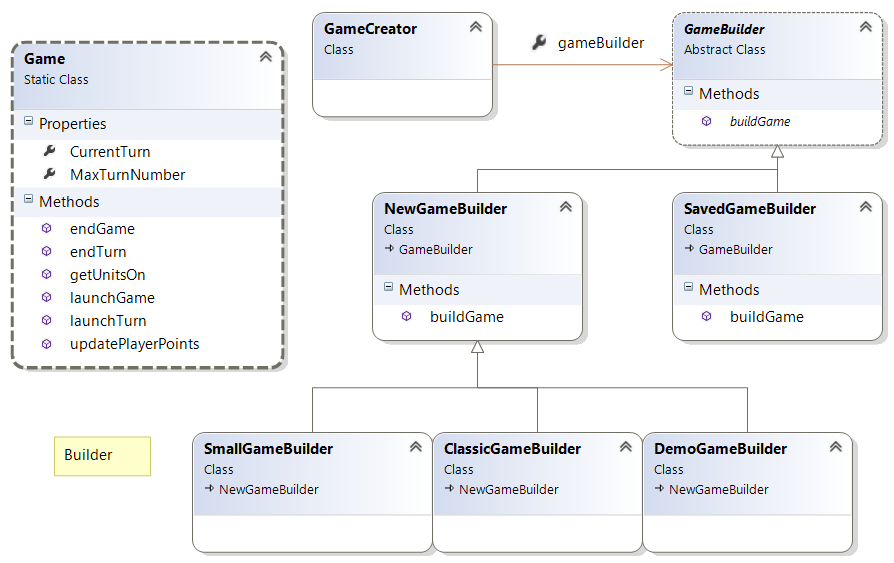 Game
Static Class
Properties
CurrentTurn
MaxTurnNumber
Methods
endGame
endTurn
getUnitsOn
launchGame
launchTurn
updatePlayerPoints
GameCreator
Class
gameBuilder
GameBuilder
Abstract Class
Methods
buildGame
NewGameBuilder
Class
GameBuilder
Methods
buildGame
SavedGameBuilder
Class
GameBuilder
Methods
buildGame
Builder
SmallGameBuilder
Class
NewGameBuilder
ClassicGameBuilder
Class
NewGameBuilder
DemoGameBuilder
Class
NewGameBuilder